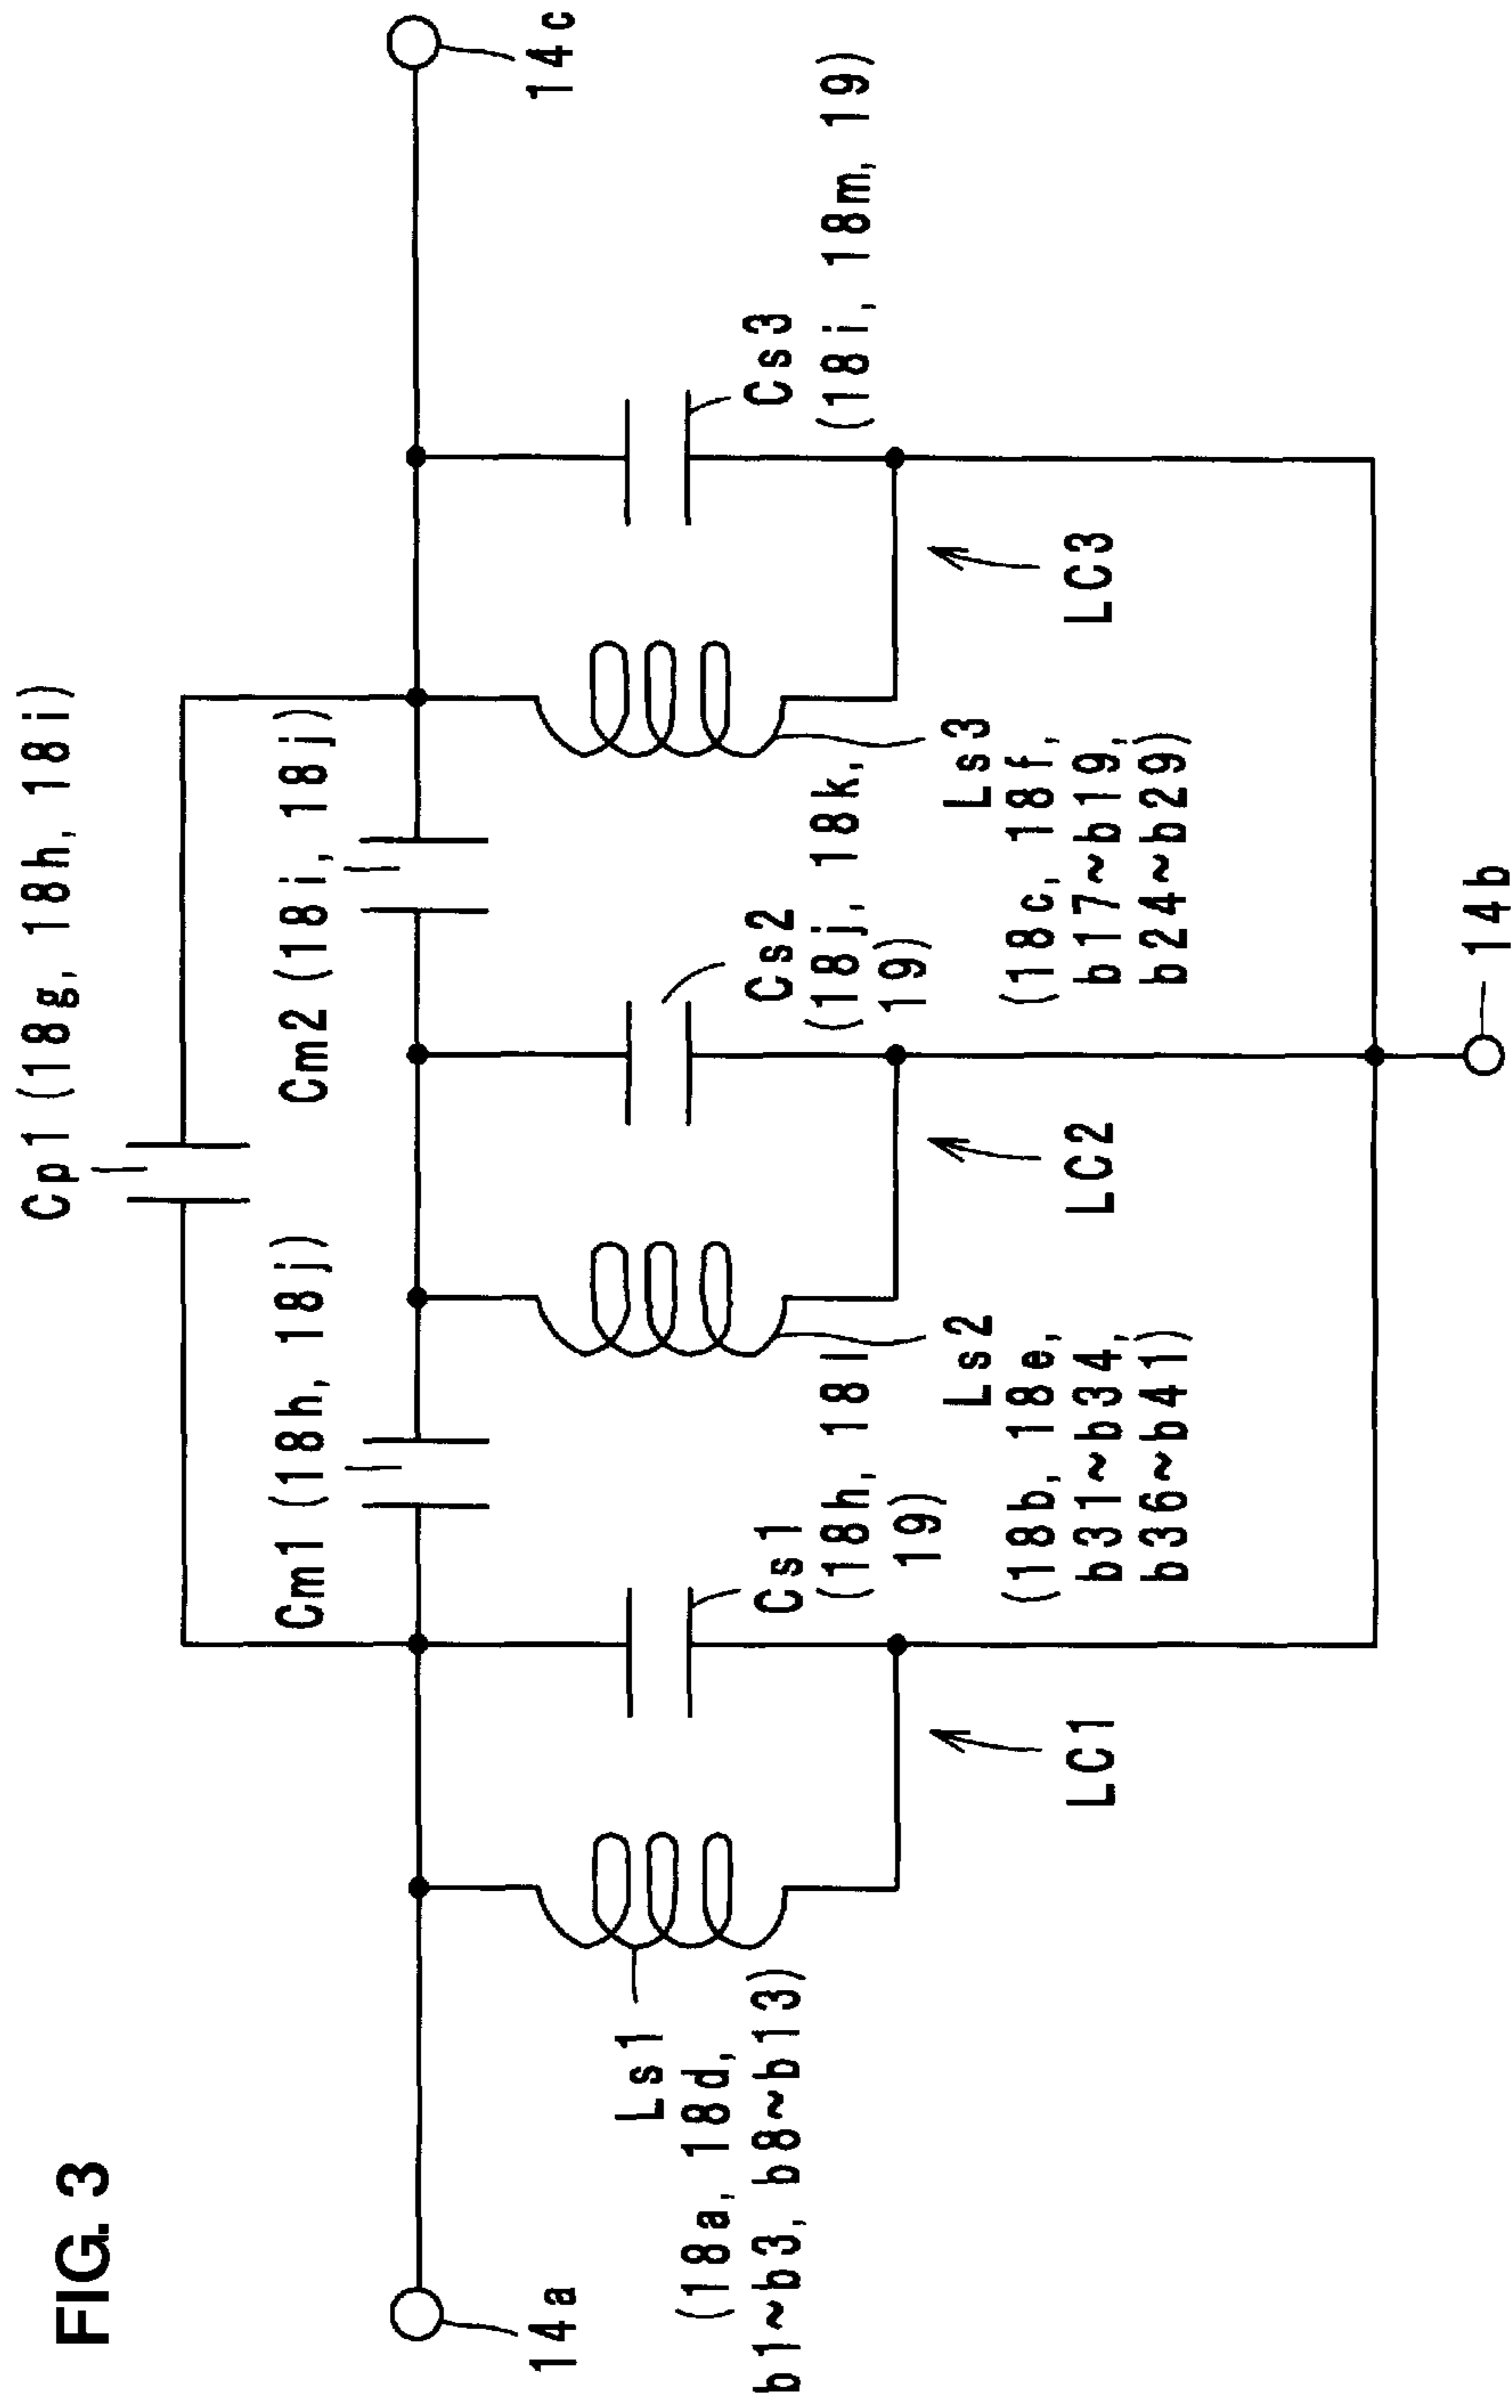 FIG. 3
Cp1 (18g, 18h, 18i)
Cm1 (18h, 18j)
Cm2 (18i, 18j)
14a
14c
Ls1
(18a, 18d,
b1~b3, b8~b13)
Cs1
(18h, 18l
19)
LC1
Ls2
(18b, 18e,
b31~b34,
b36~b41)
Cs2
(18j, 18k,
19)
LC2
Ls3
(18c, 18f,
b17~b19,
b24~b29)
Cs3
(18i, 18m, 19)
LC3
14b